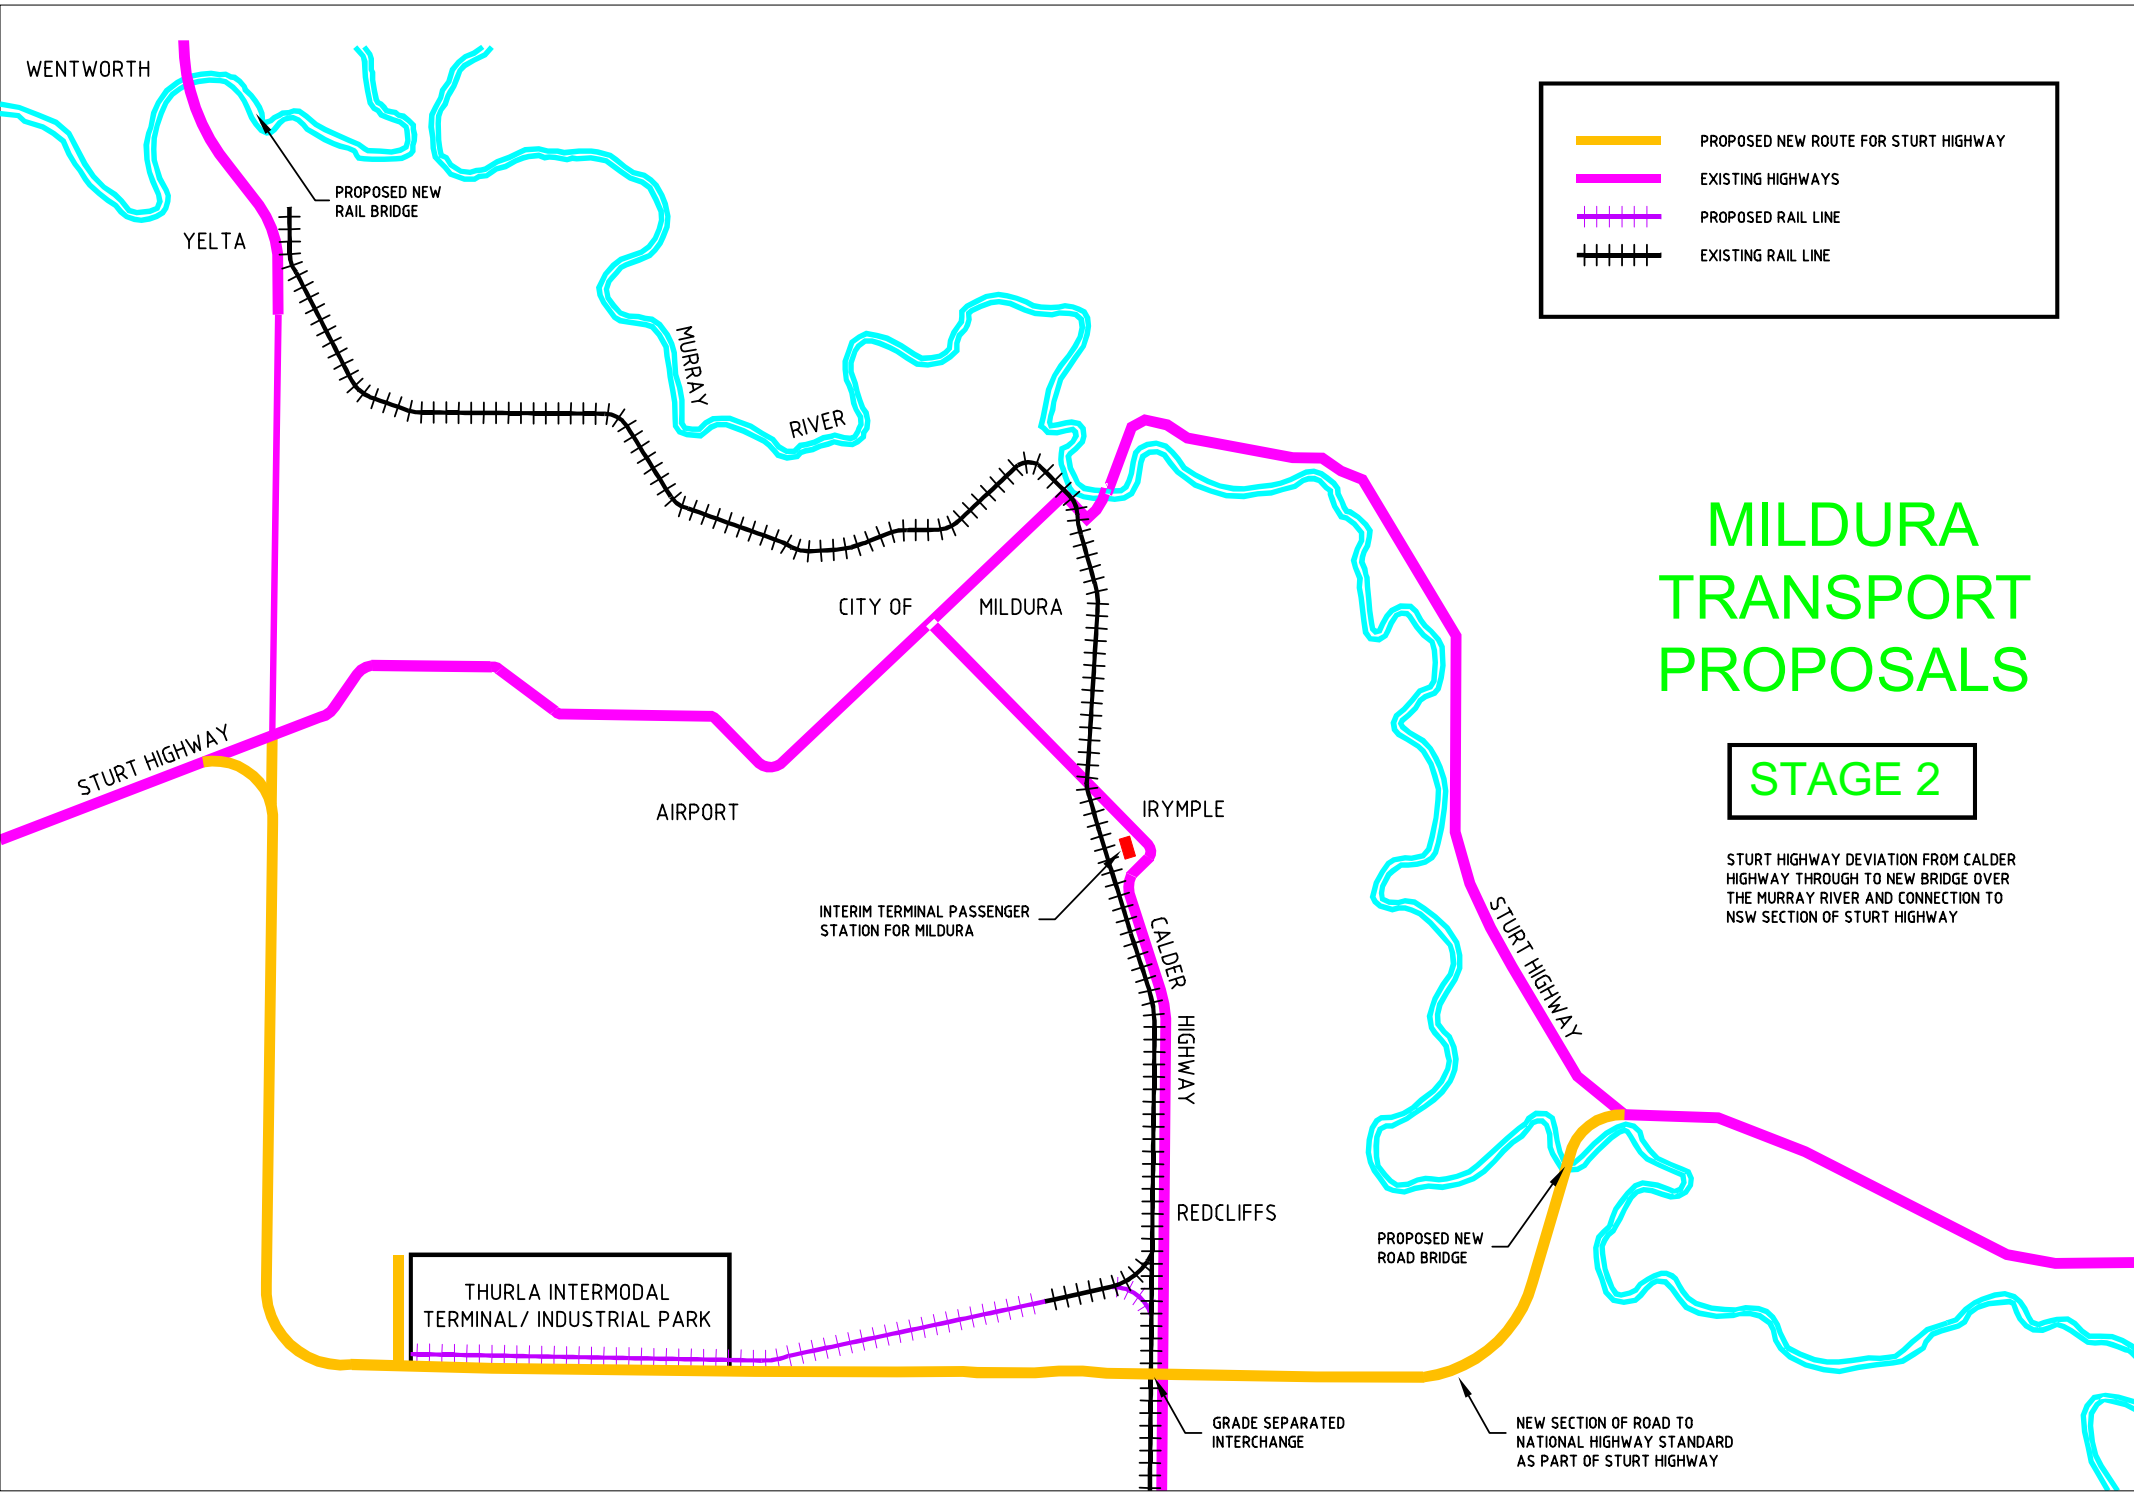 WENTWORTH
PROPOSED NEW
RAIL BRIDGE
YELTA
PROPOSED NEW ROUTE FOR STURT HIGHWAY
EXISTING HIGHWAYS
PROPOSED RAIL LINE
EXISTING RAIL LINE
MURRAY
RIVER
MILDURA
TRANSPORT
PROPOSALS
STAGE 2
STURT HIGHWAY DEVIATION FROM CALDER
HIGHWAY THROUGH TO NEW BRIDGE OVER
THE MURRAY RIVER AND CONNECTION TO
NSW SECTION OF STURT HIGHWAY
CITY OF MILDURA
STURT HIGHWAY
AIRPORT
IRYMPLE
INTERIM TERMINAL PASSENGER
STATION FOR MILDURA
CALDER
HIGHWAY
STURT HIGHWAY
REDCLIFFS
PROPOSED NEW
ROAD BRIDGE
THURLA INTERMODAL
TERMINAL/ INDUSTRIAL PARK
GRADE SEPARATED
INTERCHANGE
NEW SECTION OF ROAD TO
NATIONAL HIGHWAY STANDARD
AS PART OF STURT HIGHWAY